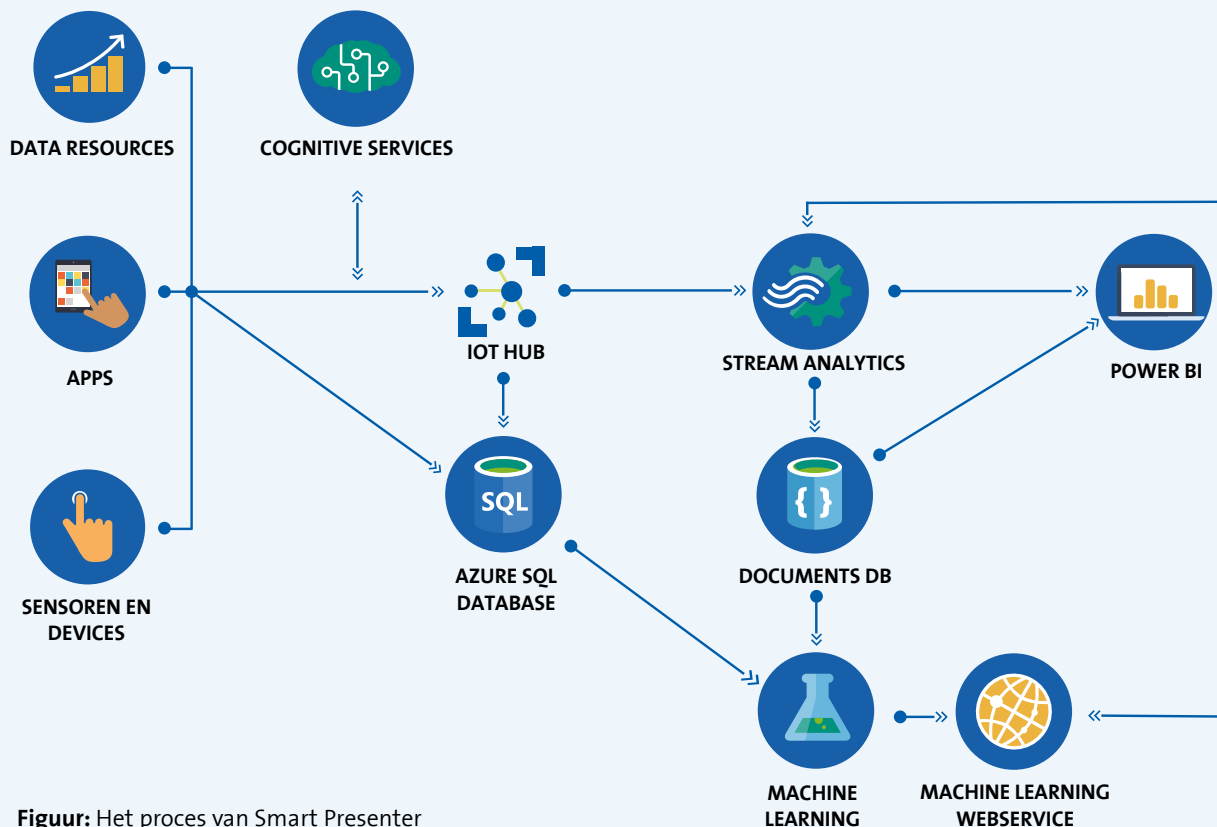 DATA RESOURCES
COGNITIVE SERVICES
APPS
IOT HUB
STREAM ANALYTICS
POWER BI
SQL
{ }
SENSOREN EN
DEVICES
AZURE SQL
DATABASE
DOCUMENTS DB
MACHINE
LEARNING
MACHINE LEARNING
WEBSERVICE
Figuur: Het proces van Smart Presenter